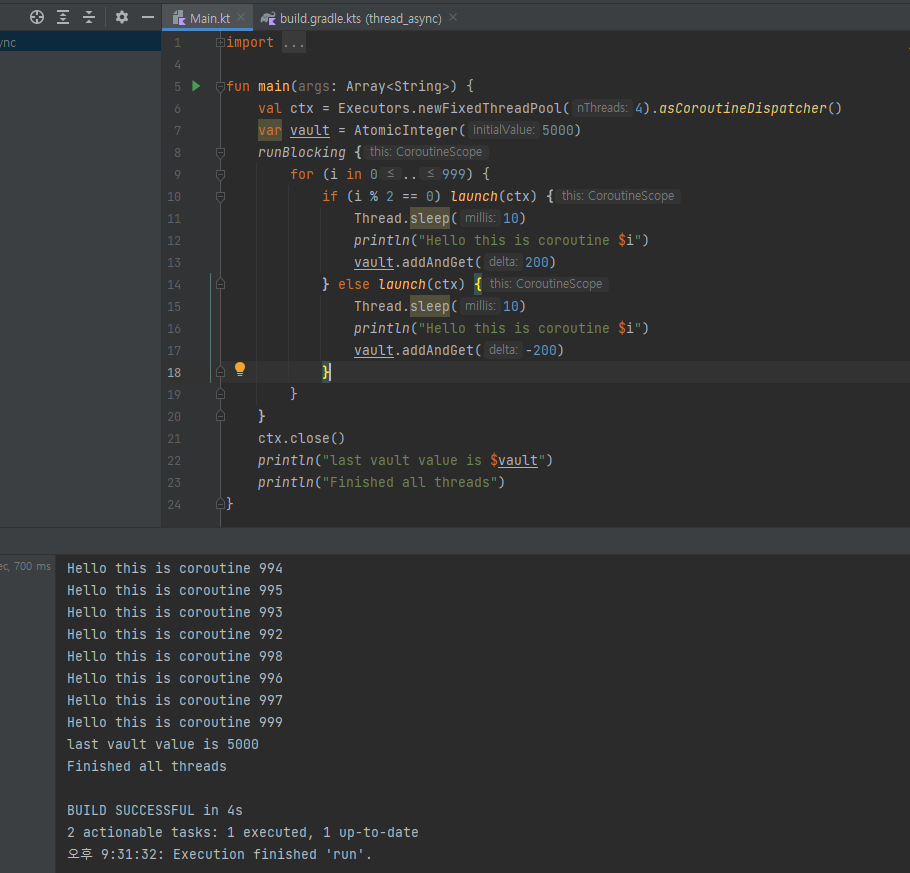 Main.kt
build.gradle.kts (thread_async)
ync
1 import ...
4
5 fun main(args: Array<String>) {
6 val ctx = Executors.newFixedThreadPool( nThreads: 4).asCoroutineDispatcher()
7 var vault = AtomicInteger( initialValue: 5000)
8 runBlocking { this: CoroutineScope
9 for (i in 0 ≤ .. ≤ 999) {
10 if (i % 2 == 0) launch(ctx) { this: CoroutineScope
11 Thread.sleep( millis: 10)
12 println("Hello this is coroutine $i")
13 vault.addAndGet( delta: 200)
14 } else launch(ctx) { this: CoroutineScope
15 Thread.sleep( millis: 10)
16 println("Hello this is coroutine $i")
17 vault.addAndGet( delta: -200)
18 }
19 }
20 }
21 ctx.close()
22 println("last vault value is $vault")
23 println("Finished all threads")
24 }
ec, 700 ms
Hello this is coroutine 994
Hello this is coroutine 995
Hello this is coroutine 993
Hello this is coroutine 992
Hello this is coroutine 998
Hello this is coroutine 996
Hello this is coroutine 997
Hello this is coroutine 999
last vault value is 5000
Finished all threads
BUILD SUCCESSFUL in 4s
2 actionable tasks: 1 executed, 1 up-to-date
오후 9:31:32: Execution finished 'run'.